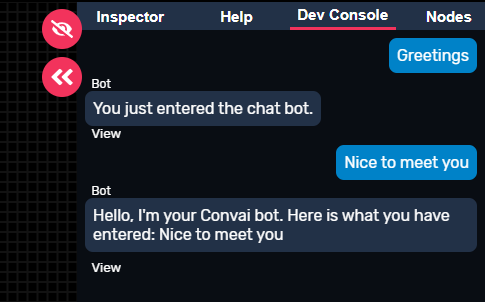 Inspector Help Dev Console Nodes
Greetings
Bot
You just entered the chat bot.
View
Nice to meet you
Bot
Hello, I'm your Convai bot. Here is what you have
entered: Nice to meet you
View